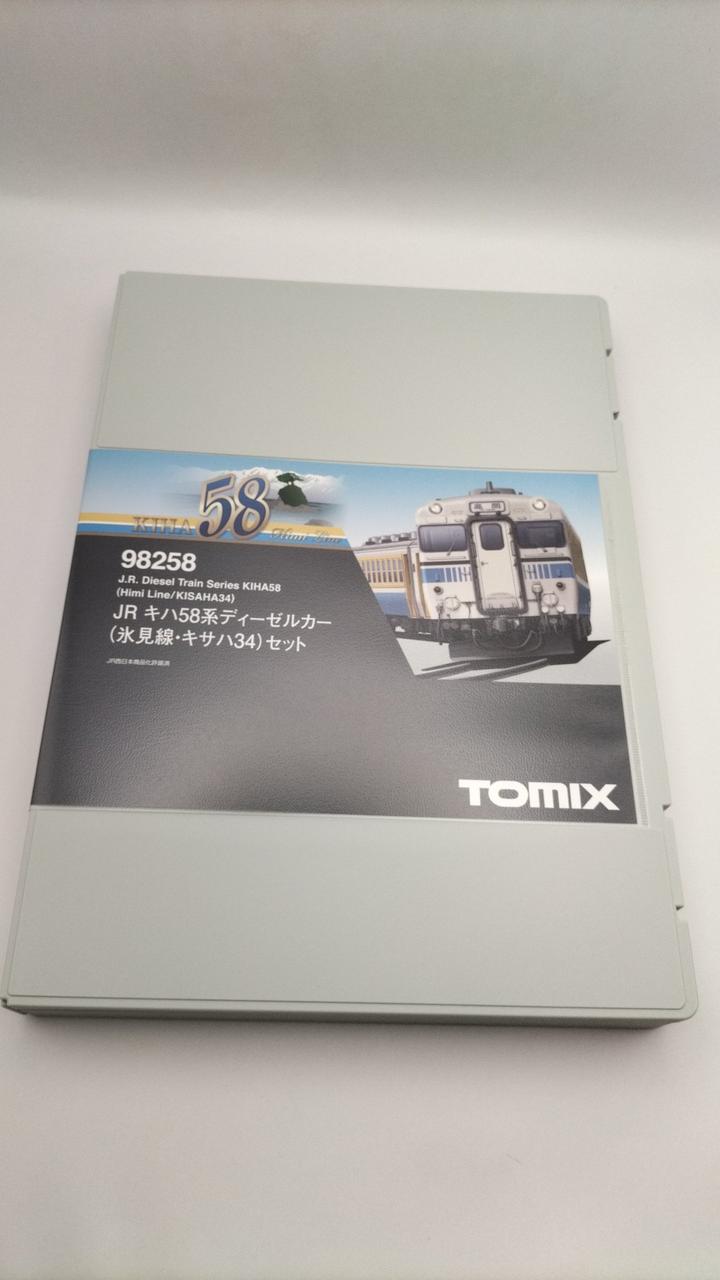 KIHA 58 Himi Line
高岡
98258
J.R. Diesel Train Series KIHA58
(Himi Line/KISAHA34)
JR キハ58系ディーゼルカー
(氷見線・キサハ34)セット
JR西日本商品化許諾済
TOMIX